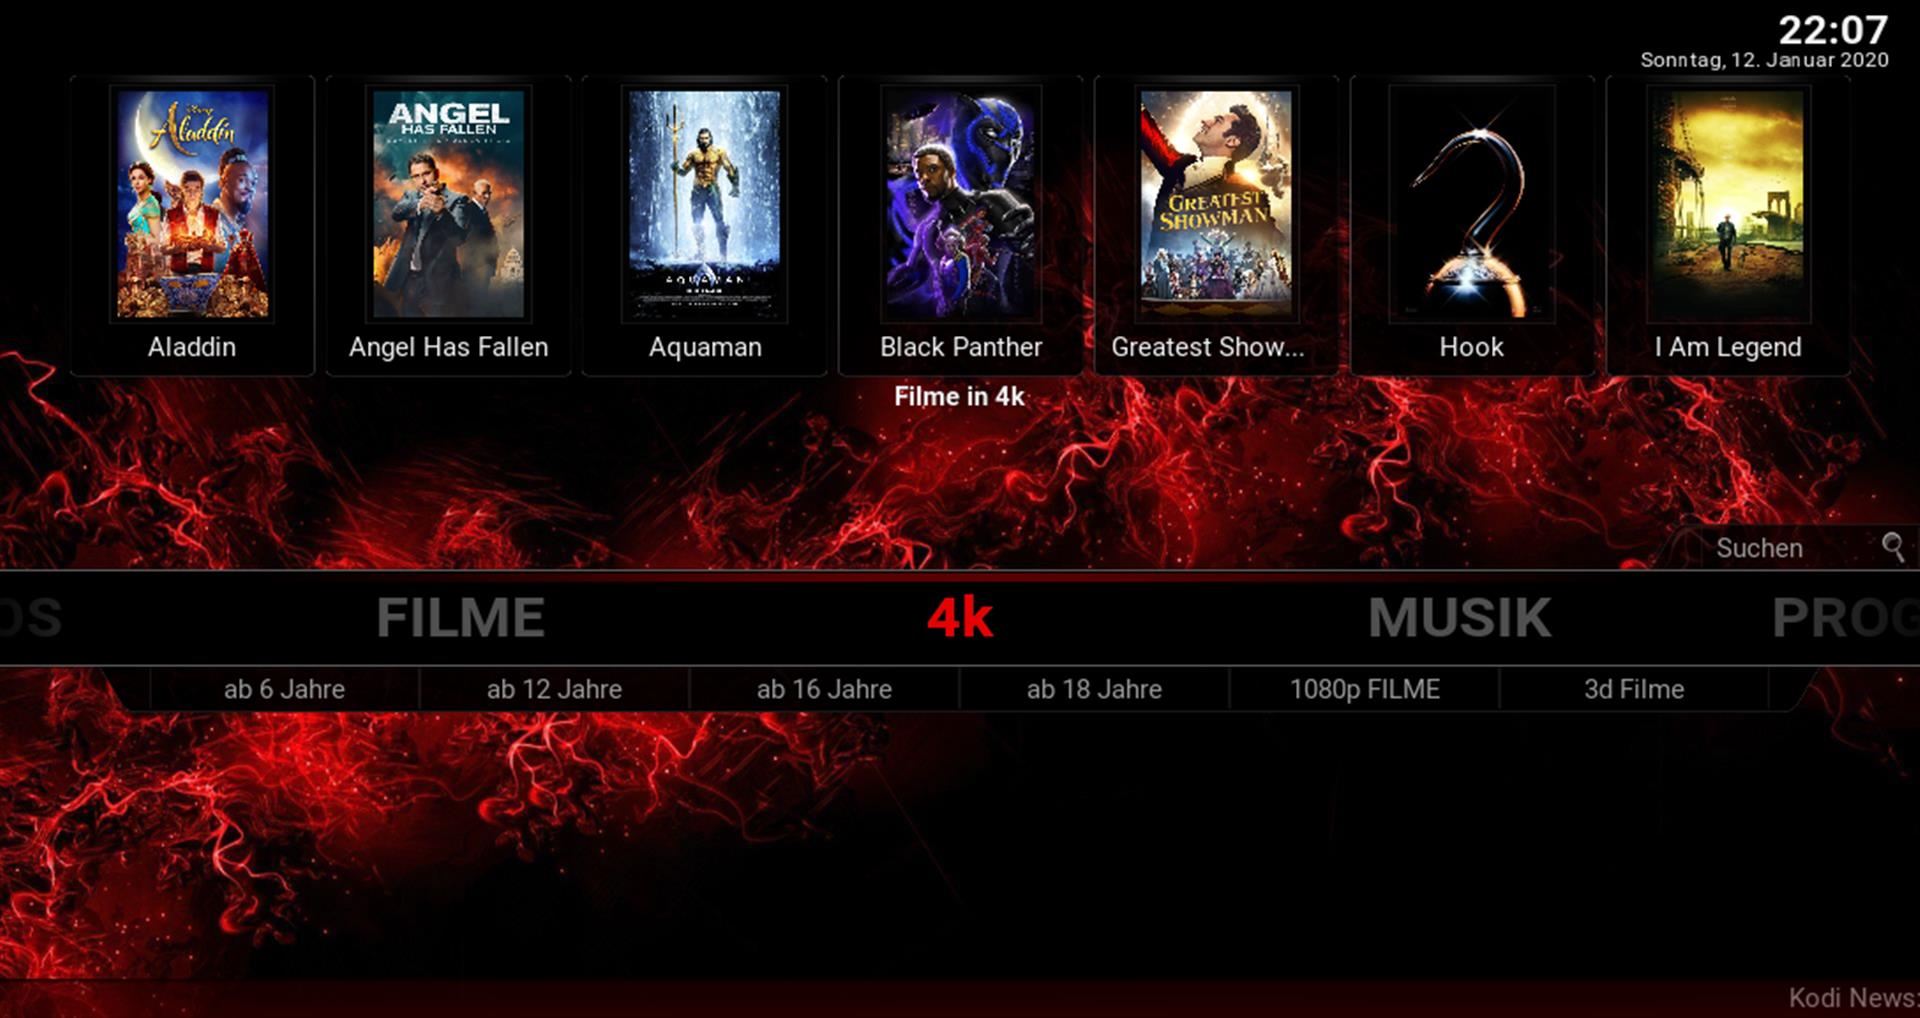 22:07
Sonntag, 12. Januar 2020
Disney
Aladdin
ANGEL
HAS FALLEN
AQUAMAN
GREATEST
SHOWMAN
Aladdin
Angel Has Fallen
Aquaman
Black Panther
Greatest Show...
Hook
I Am Legend
Filme in 4k
Suchen
OS
FILME
4k
MUSIK
PROG
ab 6 Jahre
ab 12 Jahre
ab 16 Jahre
ab 18 Jahre
1080p FILME
3d Filme
Kodi News: